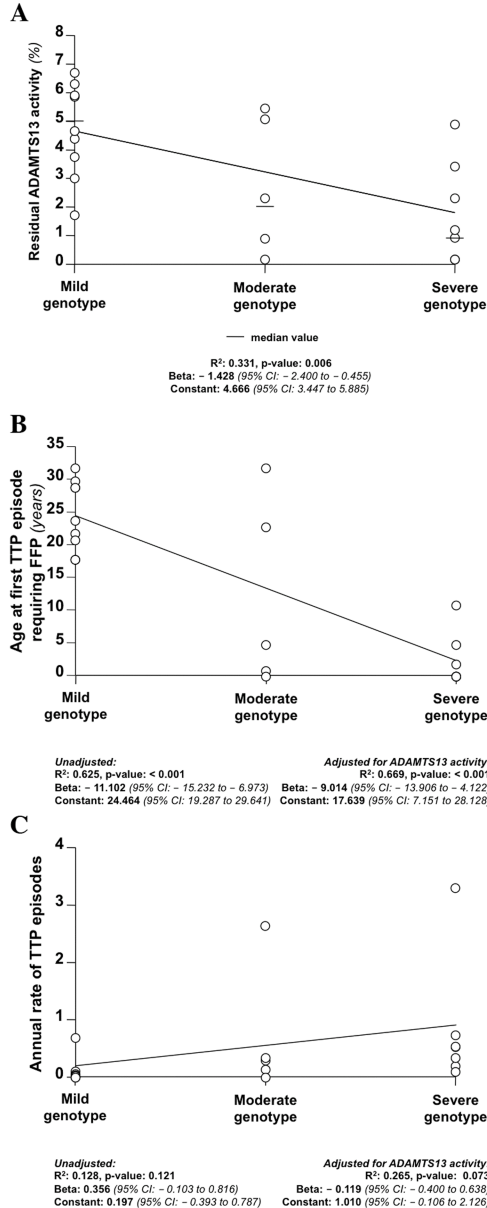 A
Residual ADAMTS13 activity (%)
8
7
6
5
4
3
2
1
0
Mild genotype
Moderate genotype
Severe genotype
— median value
R²: 0.331, p-value: 0.006
Beta: − 1.428 (95% CI: − 2.400 to − 0.455)
Constant: 4.666 (95% CI: 3.447 to 5.885)
B
Age at first TTP episode
requiring FFP (years)
35
30
25
20
15
10
5
0
Mild genotype
Moderate genotype
Severe genotype
Unadjusted:
R²: 0.625, p-value: < 0.001
Beta: − 11.102 (95% CI: − 15.232 to − 6.973)
Constant: 24.464 (95% CI: 19.287 to 29.641)
Adjusted for ADAMTS13 activity
R²: 0.669, p-value: < 0.001
Beta: − 9.014 (95% CI: − 13.906 to − 4.122
Constant: 17.639 (95% CI: 7.151 to 28.128
C
Annual rate of TTP episodes
4
3
2
1
0
Mild genotype
Moderate genotype
Severe genotype
Unadjusted:
R²: 0.128, p-value: 0.121
Beta: 0.356 (95% CI: − 0.103 to 0.816)
Constant: 0.197 (95% CI: − 0.393 to 0.787)
Adjusted for ADAMTS13 activity
R²: 0.265, p-value: 0.073
Beta: − 0.119 (95% CI: − 0.400 to 0.638
Constant: 1.010 (95% CI: − 0.106 to 2.126